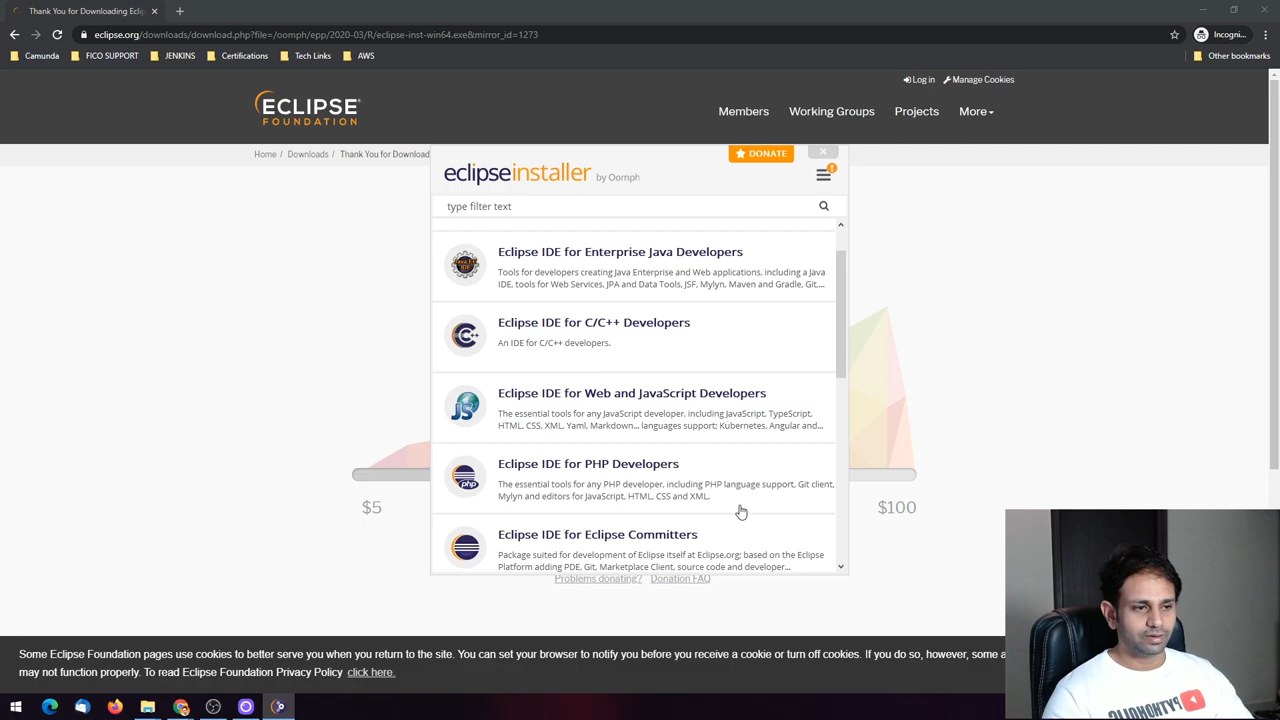 Thank You for Downloading Ecli
eclipse.org/downloads/download.php?file=/oomph/epp/2020-03/R/eclipse-inst-win64.exe&mirror_id=1273
Incogni...
Camunda
FICO SUPPORT
JENKINS
Certifications
Tech Links
AWS
Other bookmarks
Log in
Manage Cookies
ECLIPSE
FOUNDATION
Members
Working Groups
Projects
More
Home / Downloads / Thank You for Download
DONATE
eclipseinstaller by Oomph
type filter text
Eclipse IDE for Enterprise Java Developers
Tools for developers creating Java Enterprise and Web applications, including a Java
IDE, tools for Web Services, JPA and Data Tools, JSF, Mylyn, Maven and Gradle, Git,...
Eclipse IDE for C/C++ Developers
An IDE for C/C++ developers.
Eclipse IDE for Web and JavaScript Developers
The essential tools for any JavaScript developer, including JavaScript, TypeScript,
HTML, CSS, XML, Yaml, Markdown... languages support; Kubernetes, Angular and...
Eclipse IDE for PHP Developers
The essential tools for any PHP developer, including PHP language support, Git client,
Mylyn and editors for JavaScript, HTML, CSS and XML.
Eclipse IDE for Eclipse Committers
Package suited for development of Eclipse itself at Eclipse.org; based on the Eclipse
Platform adding PDE, Git, Marketplace Client, source code and developer...
$5
$100
Problems donating? Donation FAQ
Some Eclipse Foundation pages use cookies to better serve you when you return to the site. You can set your browser to notify you before you receive a cookie or turn off cookies. If you do so, however, some a
may not function properly. To read Eclipse Foundation Privacy Policy click here.
PYTHOHOLIC